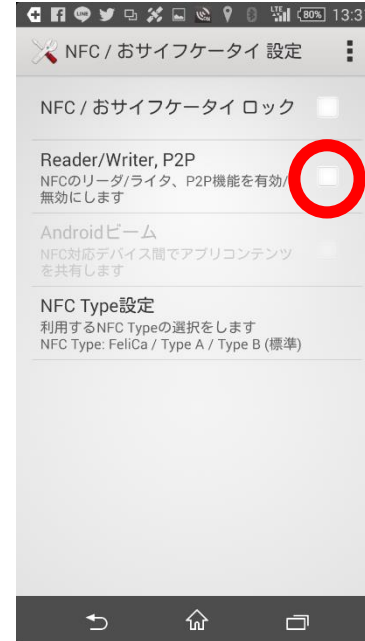 LTE 80% 13:3
NFC / おサイフケータイ 設定
NFC / おサイフケータイ ロック
Reader/Writer, P2P
NFCのリーダ/ライタ、P2P機能を有効/
無効にします
Androidビーム
NFC対応デバイス間でアプリコンテンツ
を共有します
NFC Type設定
利用するNFC Typeの選択をします
NFC Type: FeliCa / Type A / Type B (標準)